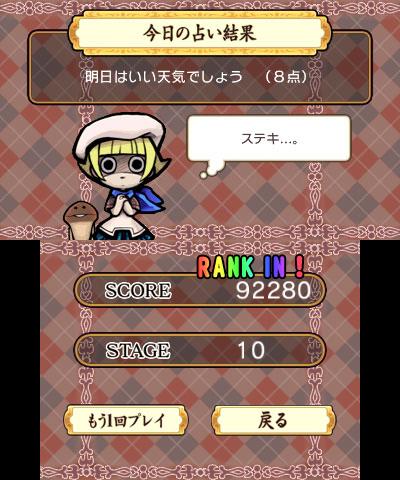 今日の占い結果
明日はいい天気でしょう （８点）
ステキ…。
RANK IN !
SCORE 92280
STAGE 10
もう1回プレイ
戻る